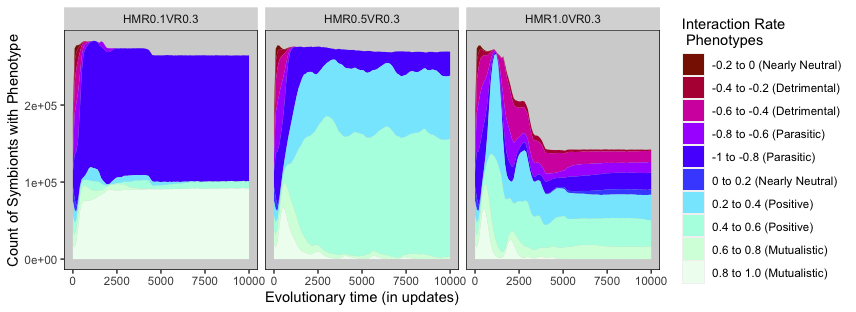 HMR0.1VR0.3
HMR0.5VR0.3
HMR1.0VR0.3
Count of Symbionts with Phenotype
2e+05
1e+05
0e+00
0 2500 5000 7500 10000
0 2500 5000 7500 10000
0 2500 5000 7500 10000
Evolutionary time (in updates)
Interaction Rate
Phenotypes
-0.2 to 0 (Nearly Neutral)
-0.4 to -0.2 (Detrimental)
-0.6 to -0.4 (Detrimental)
-0.8 to -0.6 (Parasitic)
-1 to -0.8 (Parasitic)
0 to 0.2 (Nearly Neutral)
0.2 to 0.4 (Positive)
0.4 to 0.6 (Positive)
0.6 to 0.8 (Mutualistic)
0.8 to 1.0 (Mutualistic)